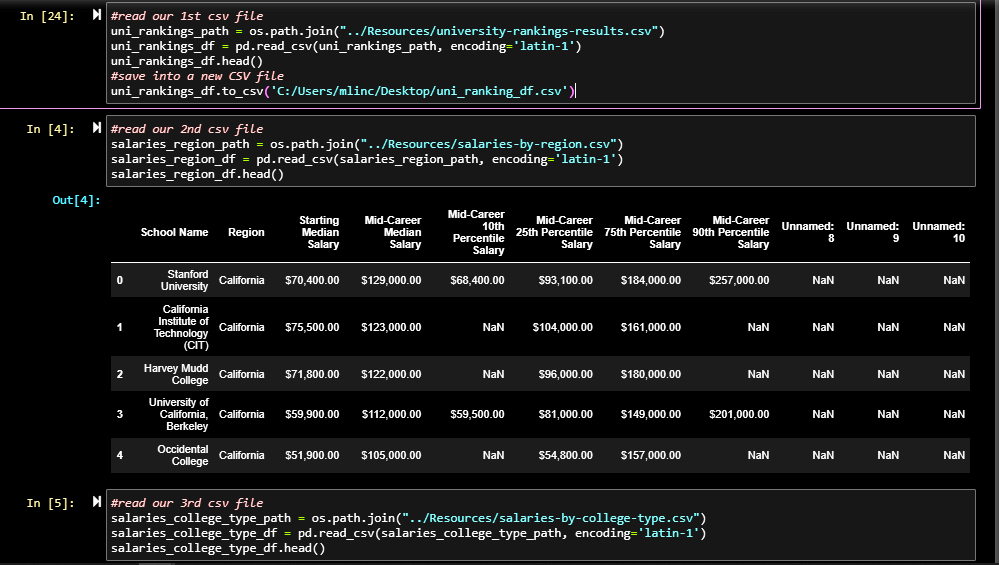 In [24]:
#read our 1st csv file
uni_rankings_path = os.path.join("../Resources/university-rankings-results.csv")
uni_rankings_df = pd.read_csv(uni_rankings_path, encoding='latin-1')
uni_rankings_df.head()
#save into a new CSV file
uni_rankings_df.to_csv('C:/Users/mlinc/Desktop/uni_ranking_df.csv')
In [4]:
#read our 2nd csv file
salaries_region_path = os.path.join("../Resources/salaries-by-region.csv")
salaries_region_df = pd.read_csv(salaries_region_path, encoding='latin-1')
salaries_region_df.head()
Out[4]:
School Name Region Starting Median Salary Mid-Career Median Salary Mid-Career 10th Percentile Salary Mid-Career 25th Percentile Salary Mid-Career 75th Percentile Salary Mid-Career 90th Percentile Salary Unnamed: 8 Unnamed: 9 Unnamed: 10
0 Stanford University California $70,400.00 $129,000.00 $68,400.00 $93,100.00 $184,000.00 $257,000.00 NaN NaN NaN
1 California Institute of Technology (CIT) California $75,500.00 $123,000.00 NaN $104,000.00 $161,000.00 NaN NaN NaN NaN
2 Harvey Mudd College California $71,800.00 $122,000.00 NaN $96,000.00 $180,000.00 NaN NaN NaN NaN
3 University of California, Berkeley California $59,900.00 $112,000.00 $59,500.00 $81,000.00 $149,000.00 $201,000.00 NaN NaN NaN
4 Occidental College California $51,900.00 $105,000.00 NaN $54,800.00 $157,000.00 NaN NaN NaN NaN
In [5]:
#read our 3rd csv file
salaries_college_type_path = os.path.join("../Resources/salaries-by-college-type.csv")
salaries_college_type_df = pd.read_csv(salaries_college_type_path, encoding='latin-1')
salaries_college_type_df.head()